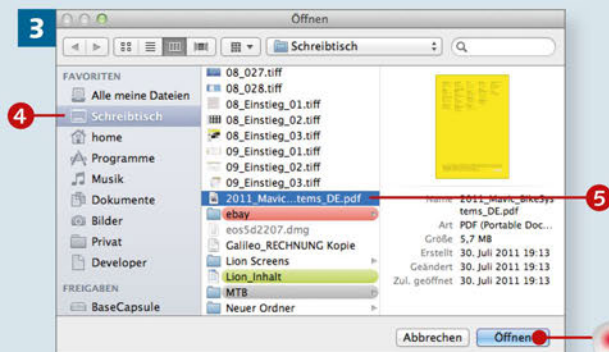 3
Öffnen
Schreibtisch
FAVORITEN
Alle meine Dateien
Schreibtisch
home
Programme
Musik
Dokumente
Bilder
Privat
Developer
FREIGABEN
BaseCapsule
08_027.tiff
08_028.tiff
08_Einstieg_01.tiff
08_Einstieg_02.tiff
08_Einstieg_03.tiff
09_Einstieg_01.tiff
09_Einstieg_02.tiff
09_Einstieg_03.tiff
2011_Mavic...tems_DE.pdf
ebay
eos5d2207.dmg
Galileo_RECHNUNG Kopie
Lion Screens
Lion_Inhalt
MTB
Neuer Ordner
Name 2011_Mavic_BikeSys
tems_DE.pdf
Art PDF (Portable Doc...
Größe 5,7 MB
Erstellt 30. Juli 2011 19:13
Geändert 30. Juli 2011 19:13
Zul. geöffnet 30. Juli 2011 19:13
4
5
Abbrechen
Öffnen